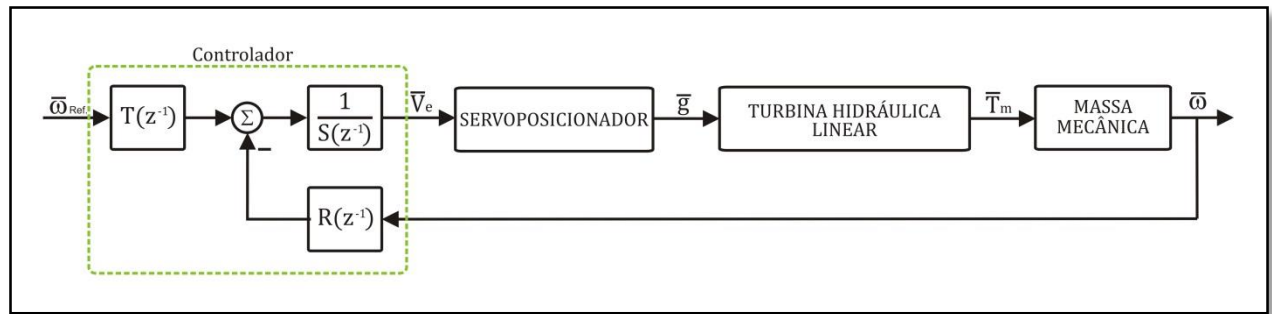 Controlador
ω̅ Ref.
T(z⁻¹)
Σ
1
S(z⁻¹)
V̅e
SERVOPOSICIONADOR
g̅
TURBINA HIDRÁULICA
LINEAR
T̅m
MASSA
MECÂNICA
ω̅
−
R(z⁻¹)